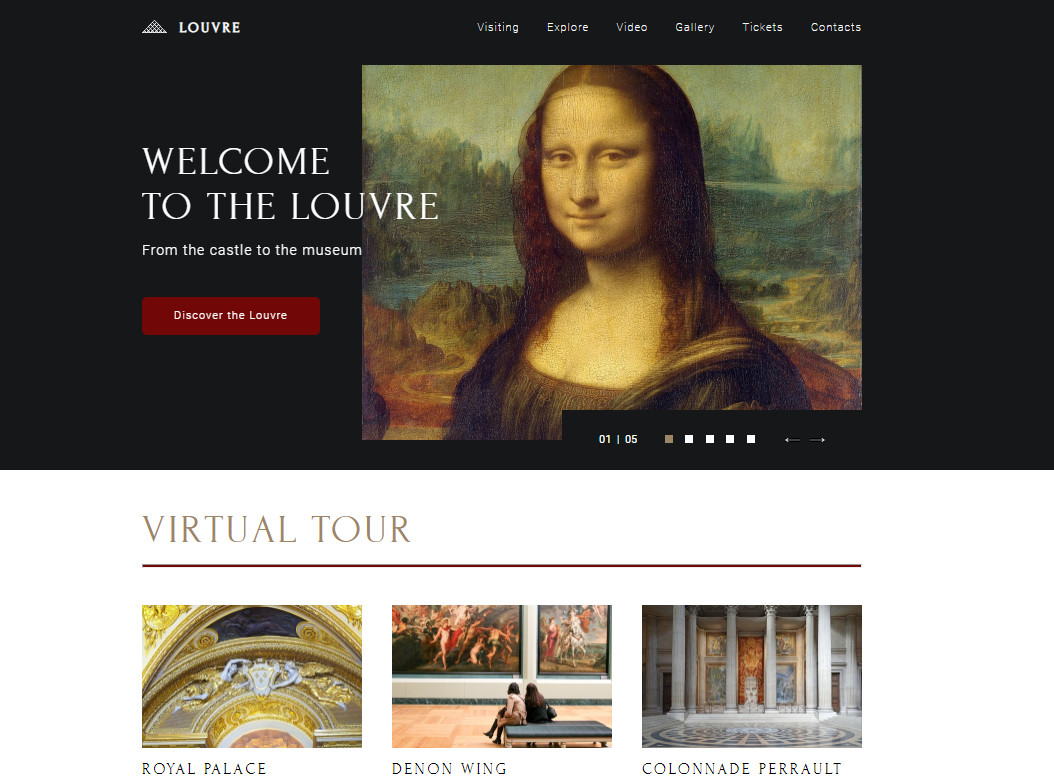 LOUVRE
Visiting Explore Video Gallery Tickets Contacts
WELCOME
TO THE LOUVRE
From the castle to the museum
Discover the Louvre
01 | 05
VIRTUAL TOUR
ROYAL PALACE
DENON WING
COLONNADE PERRAULT